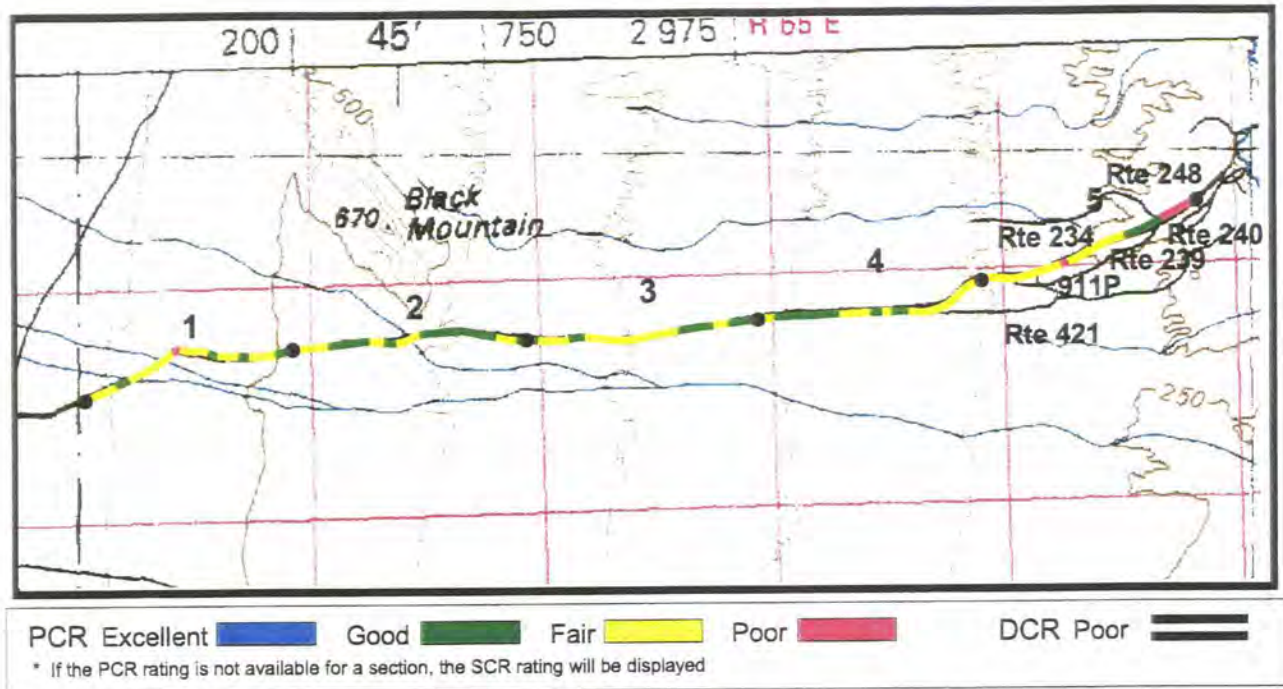 200 45' 750 2 975 R 65 E
500
Black
670 Mountain
Rte 248
5
Rte 234 Rte 240
4 Rte 239
911P
3
1 2
Rte 421
250
PCR Excellent Good Fair Poor DCR Poor
* If the PCR rating is not available for a section, the SCR rating will be displayed